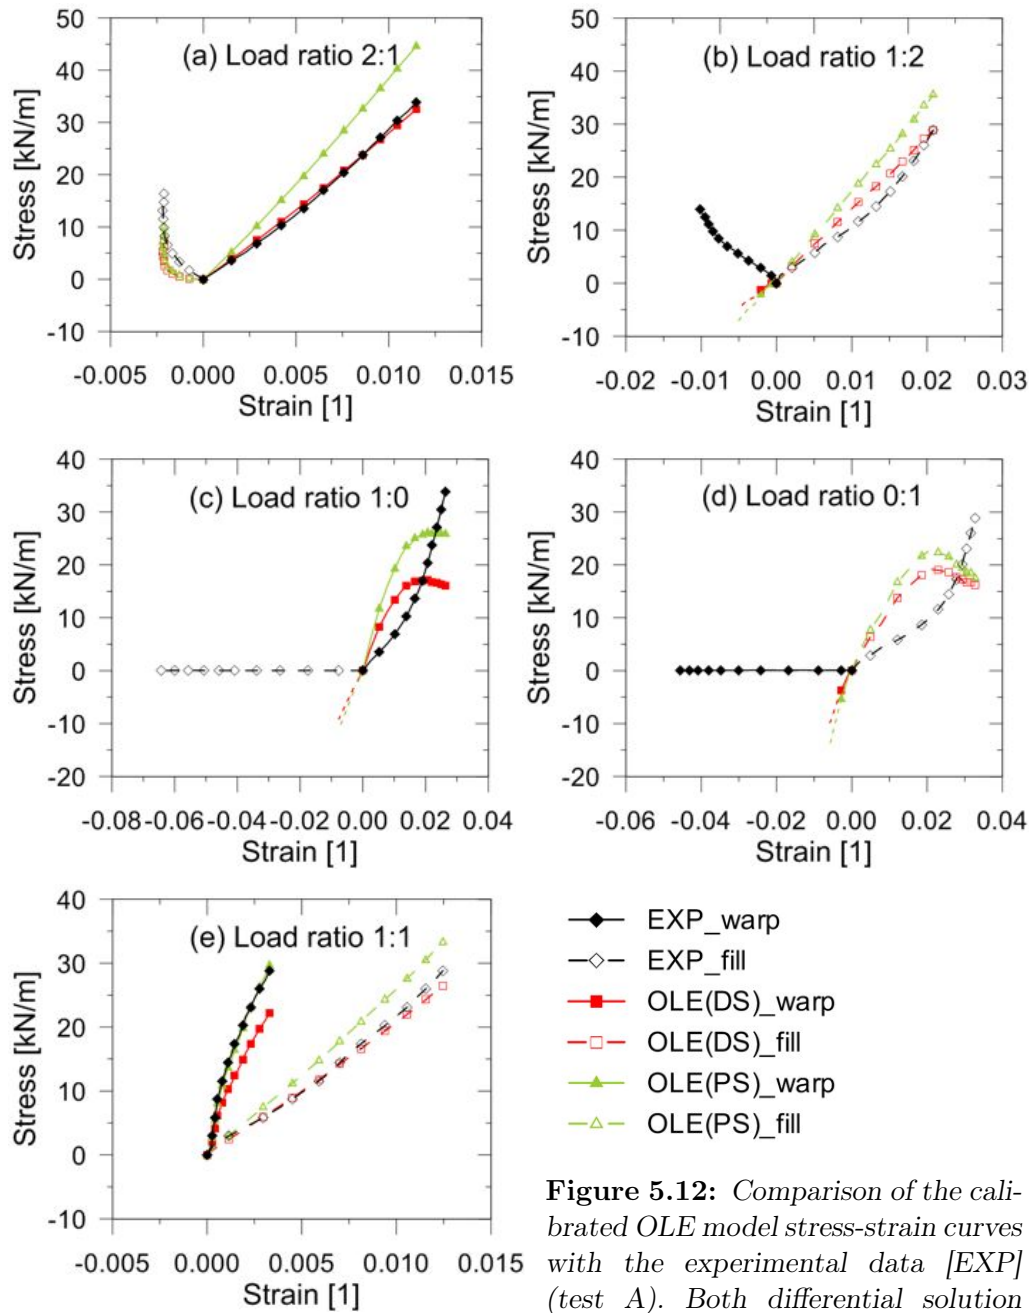 50
(a) Load ratio 2:1
40
30
20
10
0
-10
Stress [kN/m]
-0.005 0.000 0.005 0.010 0.015
Strain [1]
50
(b) Load ratio 1:2
40
30
20
10
0
-10
Stress [kN/m]
-0.02 -0.01 0.00 0.01 0.02 0.03
Strain [1]
40
(c) Load ratio 1:0
30
20
10
0
-10
-20
Stress [kN/m]
-0.08 -0.06 -0.04 -0.02 0.00 0.02 0.04
Strain [1]
40
(d) Load ratio 0:1
30
20
10
0
-10
-20
Stress [kN/m]
-0.06 -0.04 -0.02 0.00 0.02 0.04
Strain [1]
40
(e) Load ratio 1:1
30
20
10
0
-10
Stress [kN/m]
-0.005 0.000 0.005 0.010 0.015
Strain [1]
EXP_warp
EXP_fill
OLE(DS)_warp
OLE(DS)_fill
OLE(PS)_warp
OLE(PS)_fill
Figure 5.12: Comparison of the cali-
brated OLE model stress-strain curves
with the experimental data [EXP]
(test A). Both differential solution